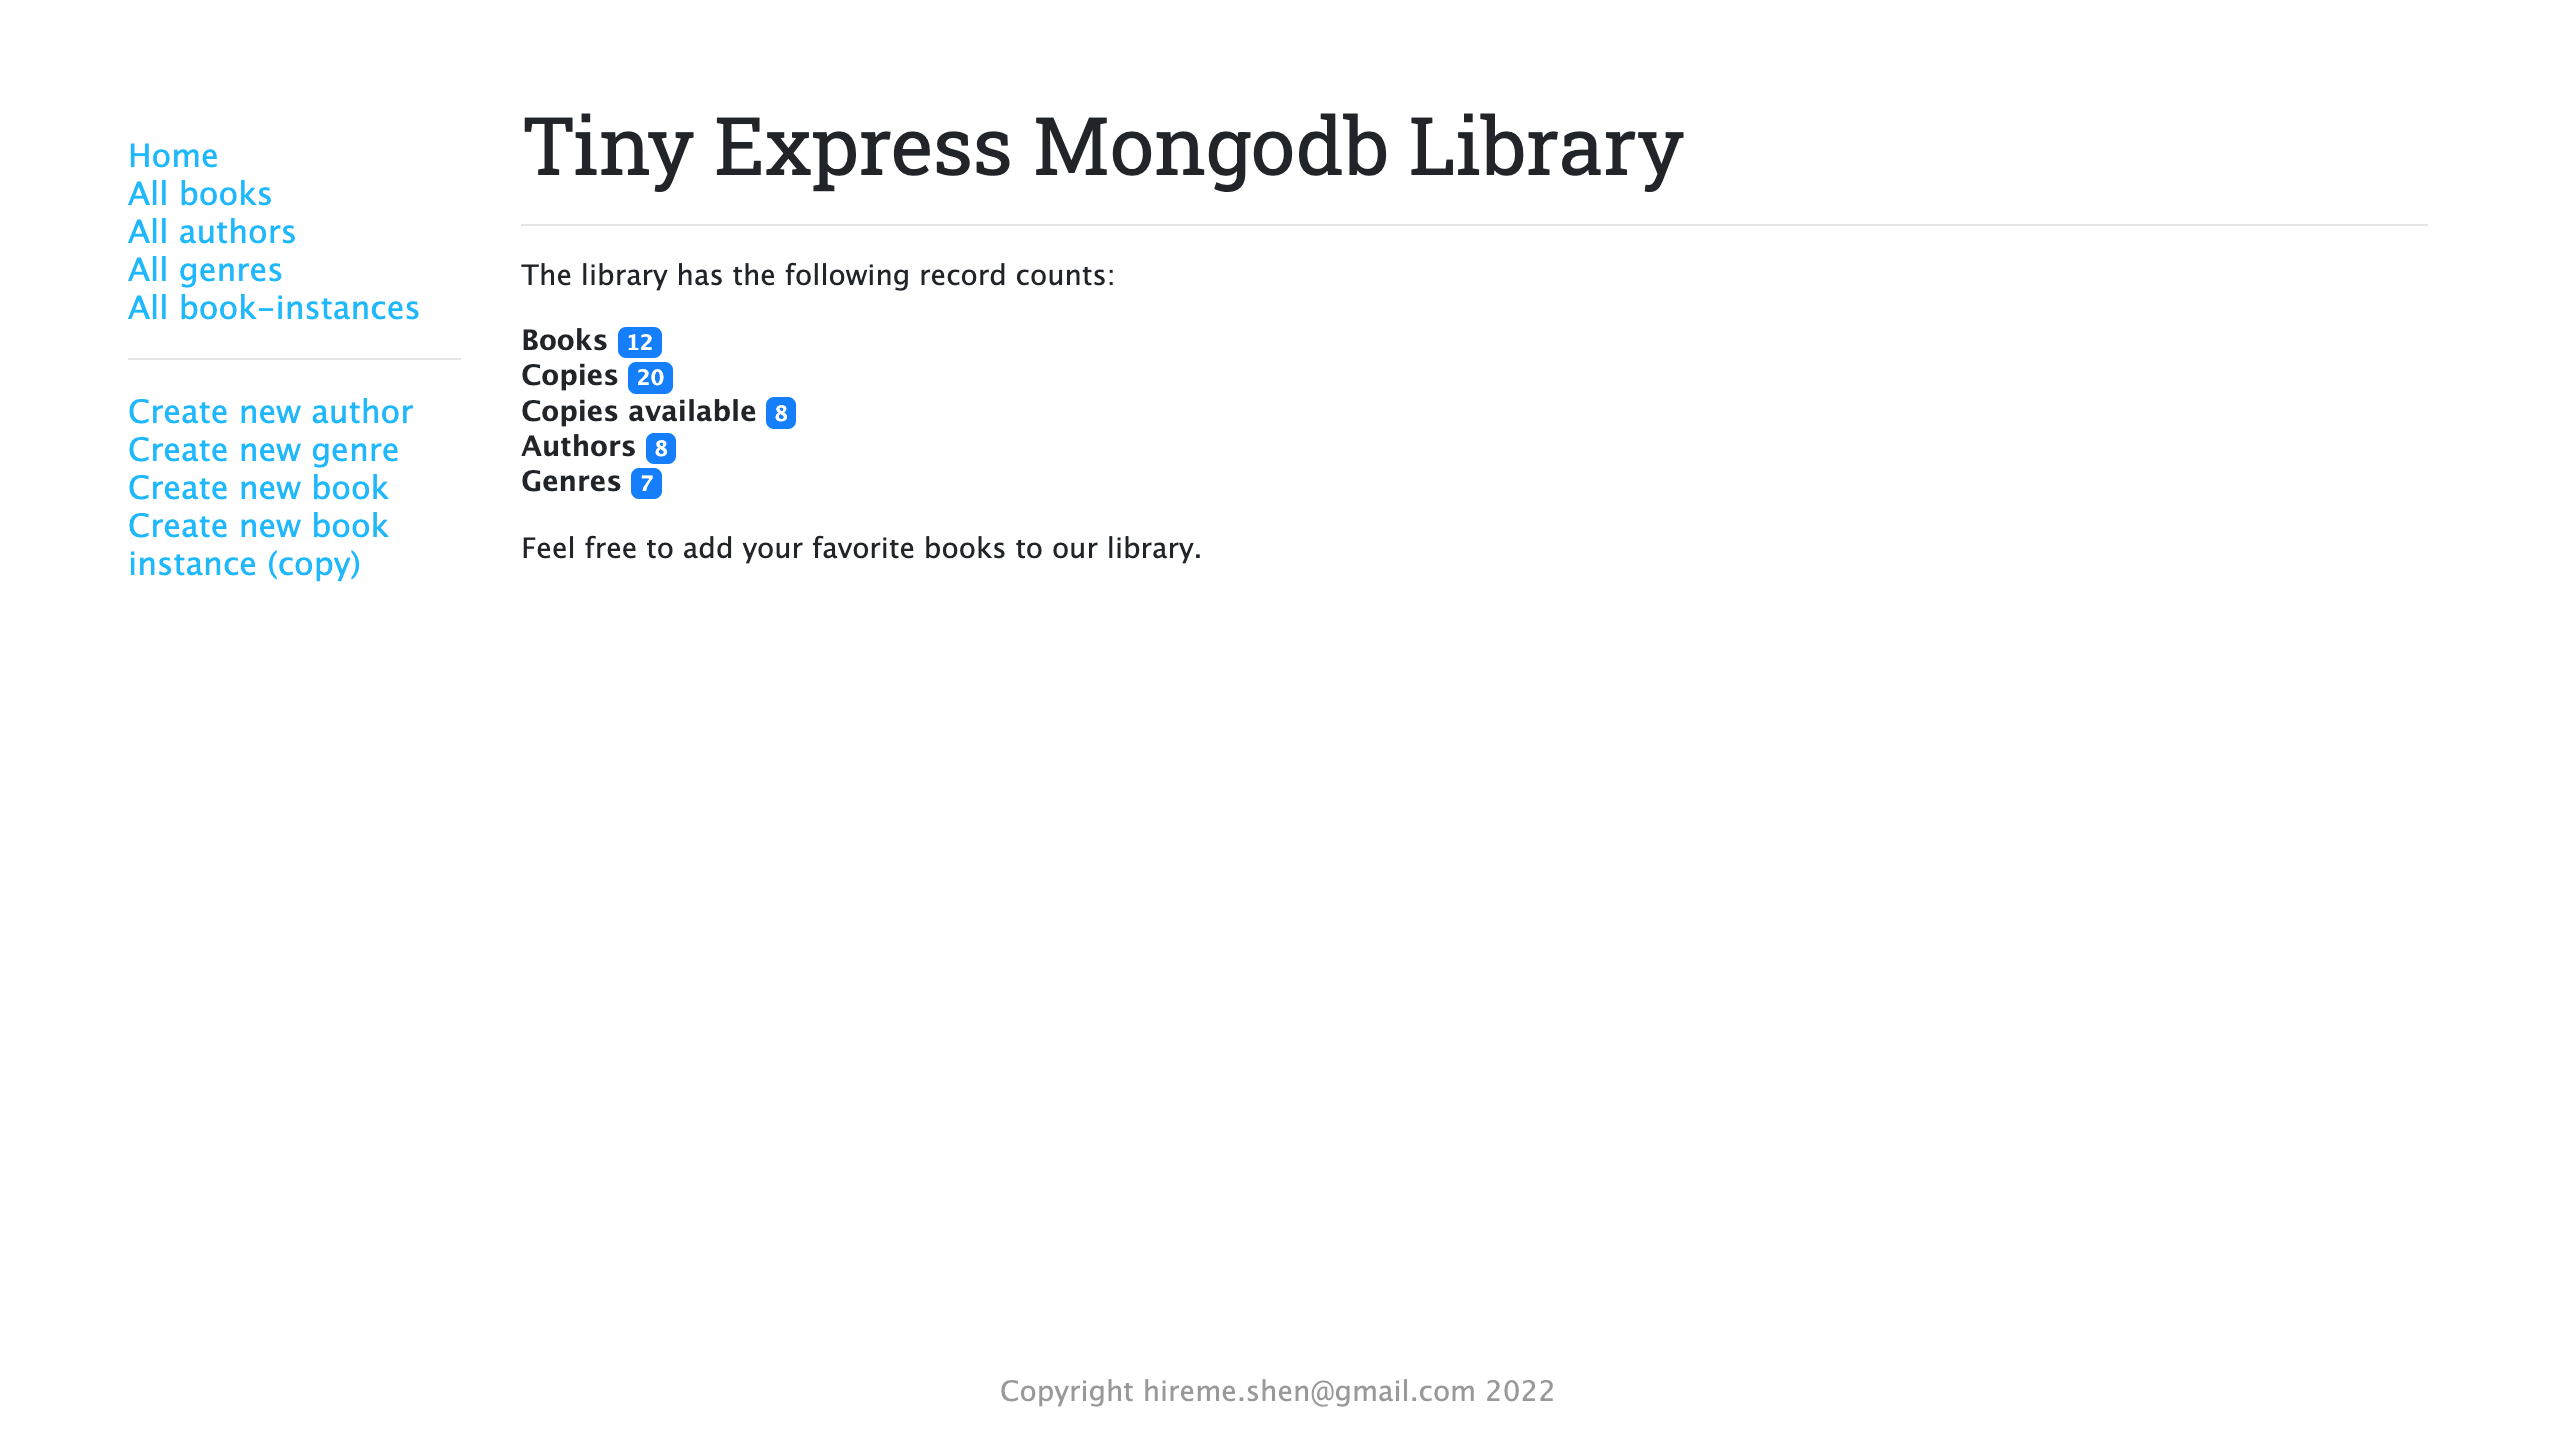 Home
All books
All authors
All genres
All book-instances
Create new author
Create new genre
Create new book
Create new book
instance (copy)
Tiny Express Mongodb Library
The library has the following record counts:
Books 12
Copies 20
Copies available 8
Authors 8
Genres 7
Feel free to add your favorite books to our library.
Copyright hireme.shen@gmail.com 2022